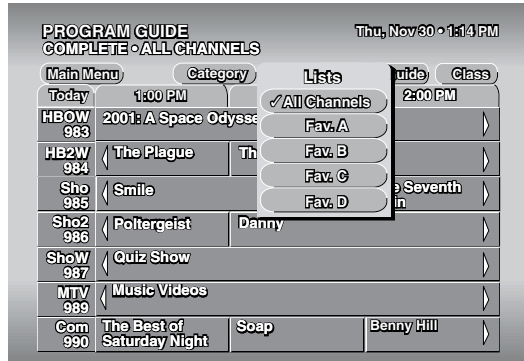 PROGRAM GUIDE
Thu, Nov 30 • 1:14 PM
COMPLETE • ALL CHANNELS
Main Menu Category Lists uide Class
Today 1:00 PM 2:00 PM
✓All Channels
Fav. A
Fav. B
Fav. C
Fav. D
HBOW 2001: A Space Odysse
983
HB2W The Plague Th
984
Sho Smile e Seventh
985 in
Sho2 Poltergeist Danny
986
ShoW Quiz Show
987
MTV Music Videos
989
Com The Best of Soap Benny Hill
990 Saturday Night